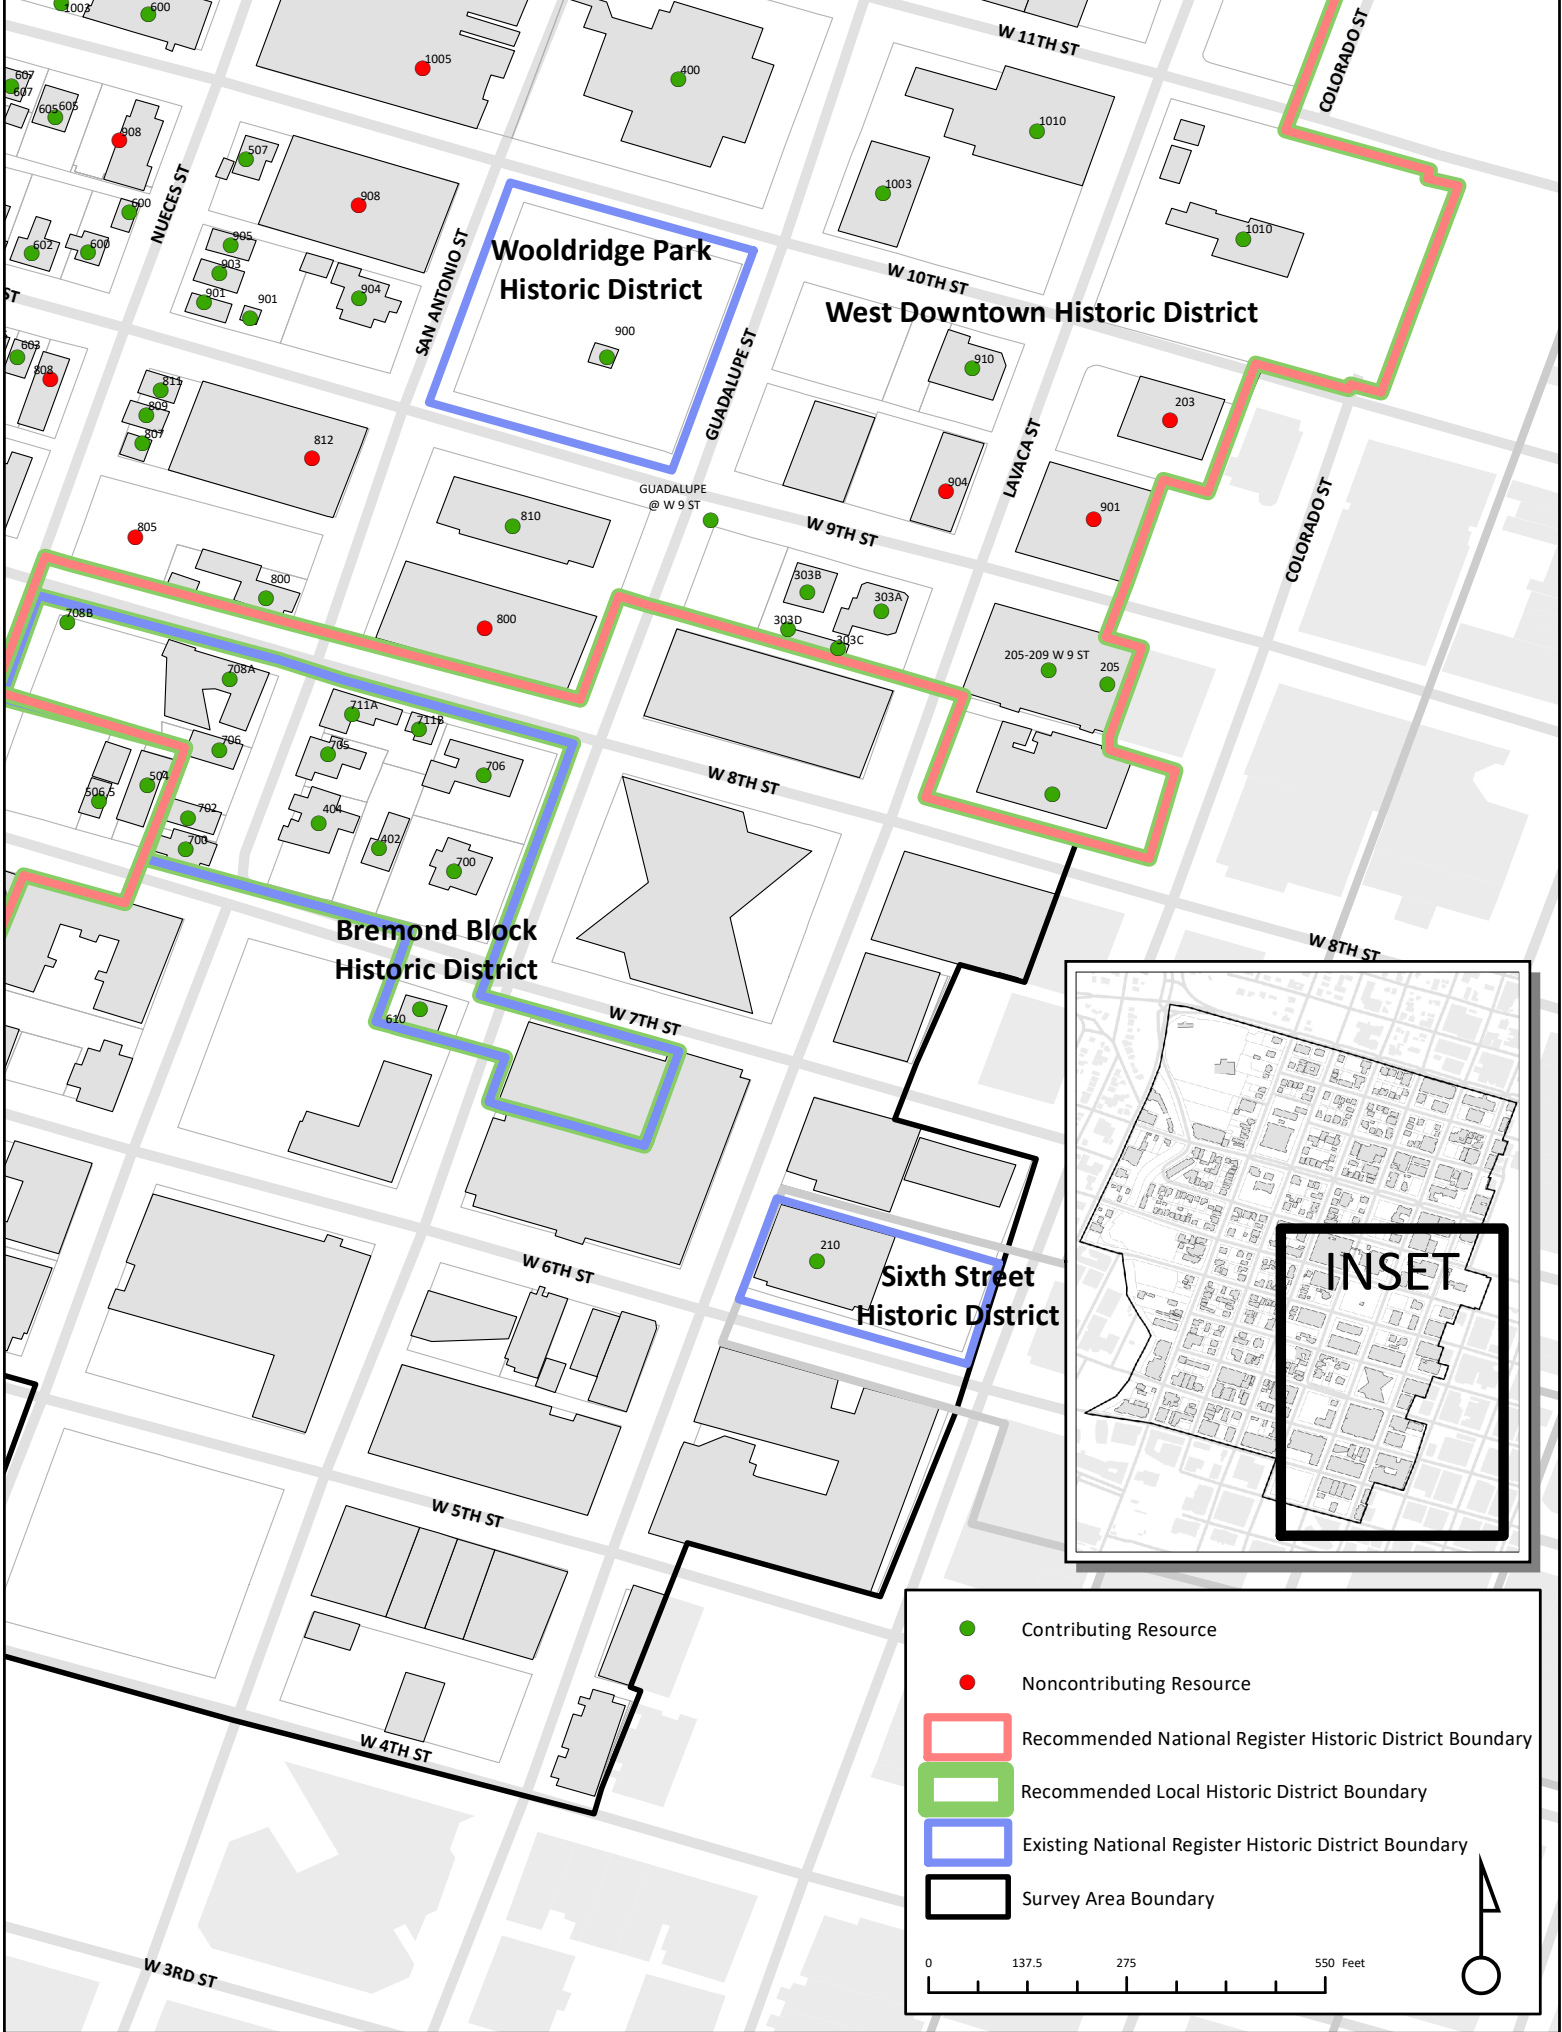 1003
600
W 11TH ST
COLORADO ST
1005
400
607
607
605
605
908
1010
507
1003
NUECES ST
908
600
602
600
905
903
901
901
904
SAN ANTONIO ST
Wooldridge Park
Historic District
1010
W 10TH ST
West Downtown Historic District
ST
900
GUADALUPE ST
603
808
811
809
807
910
203
812
LAVACA ST
904
901
COLORADO ST
GUADALUPE
@ W 9 ST
810
W 9TH ST
805
800
303B
303A
303D
303C
800
708B
205-209 W 9 ST
205
708A
711A
711B
706
705
706
504
506.5
W 8TH ST
702
404
402
700
700
Bremond Block
Historic District
W 8TH ST
610
W 7TH ST
210
W 6TH ST
Sixth Street
Historic District
INSET
W 5TH ST
W 4TH ST
W 3RD ST
Contributing Resource
Noncontributing Resource
Recommended National Register Historic District Boundary
Recommended Local Historic District Boundary
Existing National Register Historic District Boundary
Survey Area Boundary
0 137.5 275 550 Feet